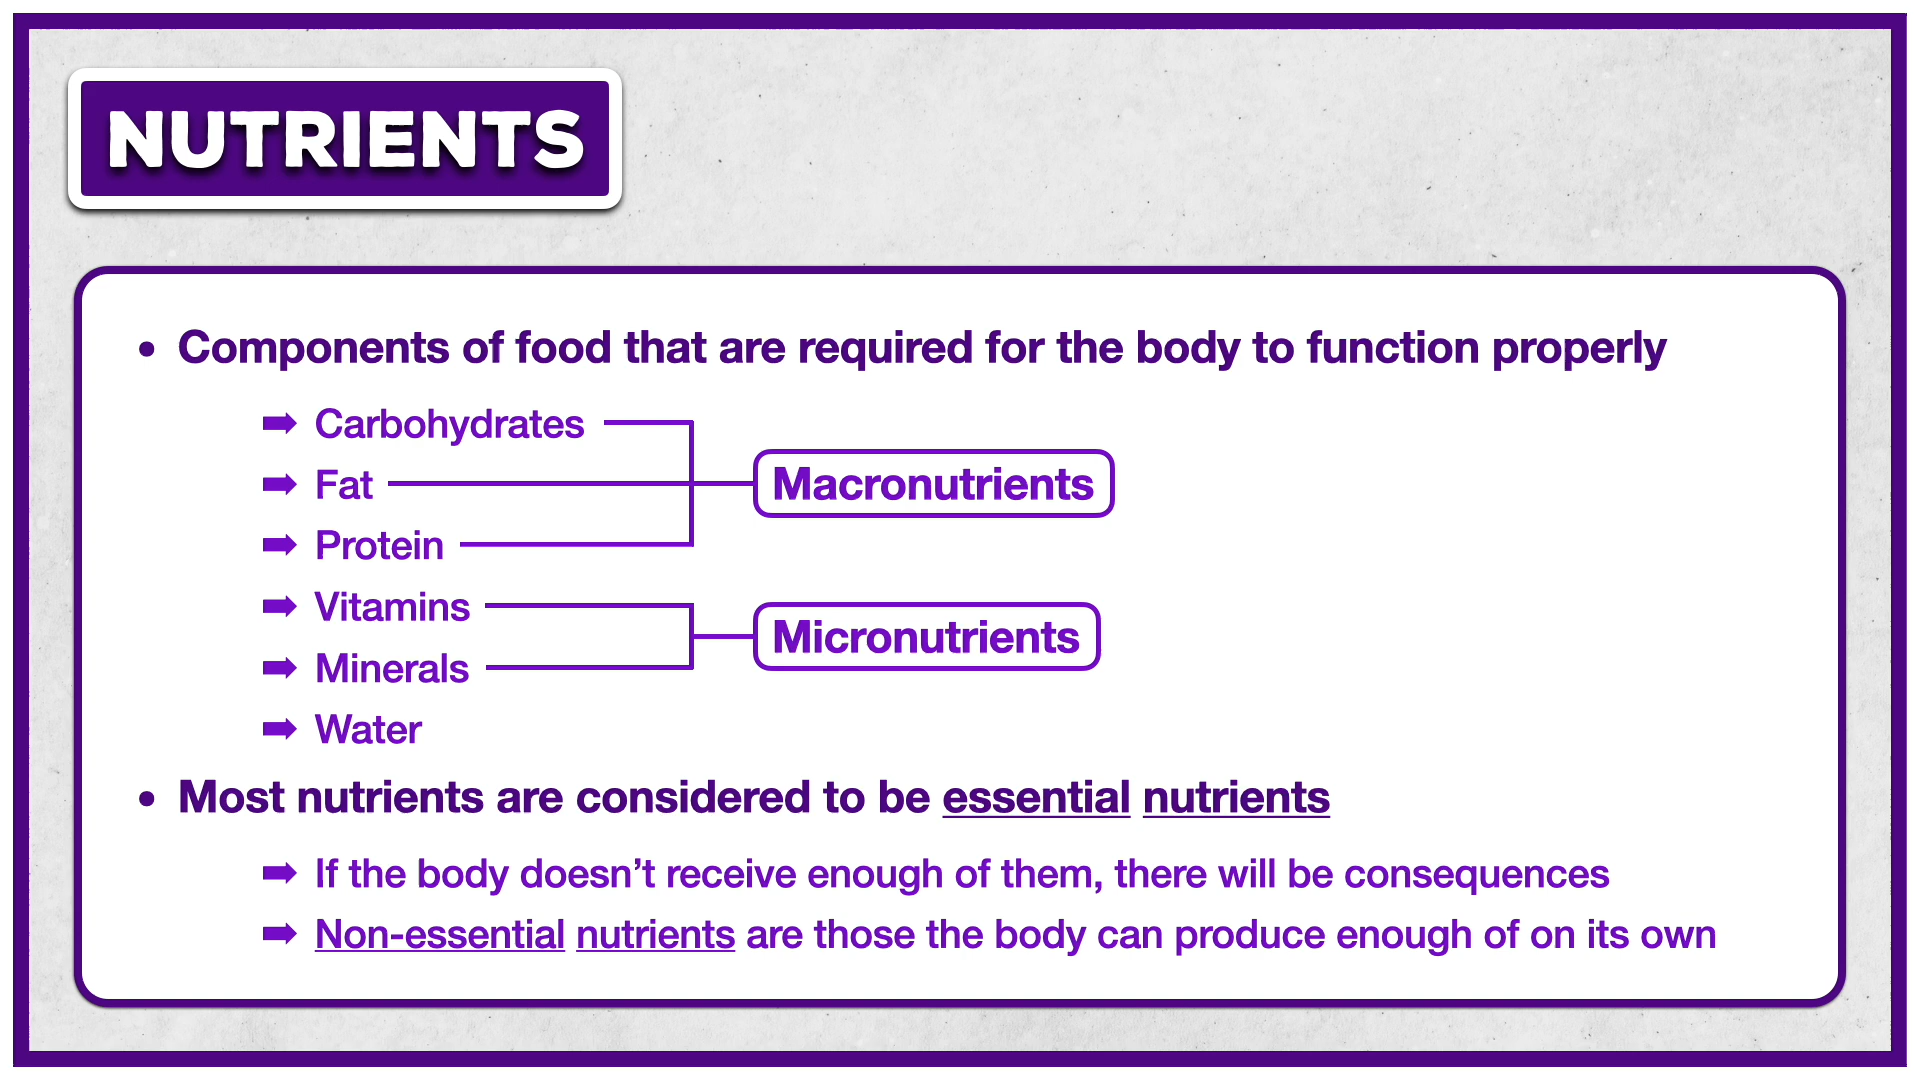 NUTRIENTS
• Components of food that are required for the body to function properly
➡ Carbohydrates
➡ Fat
Macronutrients
➡ Protein
➡ Vitamins
Micronutrients
➡ Minerals
➡ Water
• Most nutrients are considered to be essential nutrients
➡ If the body doesn’t receive enough of them, there will be consequences
➡ Non-essential nutrients are those the body can produce enough of on its own